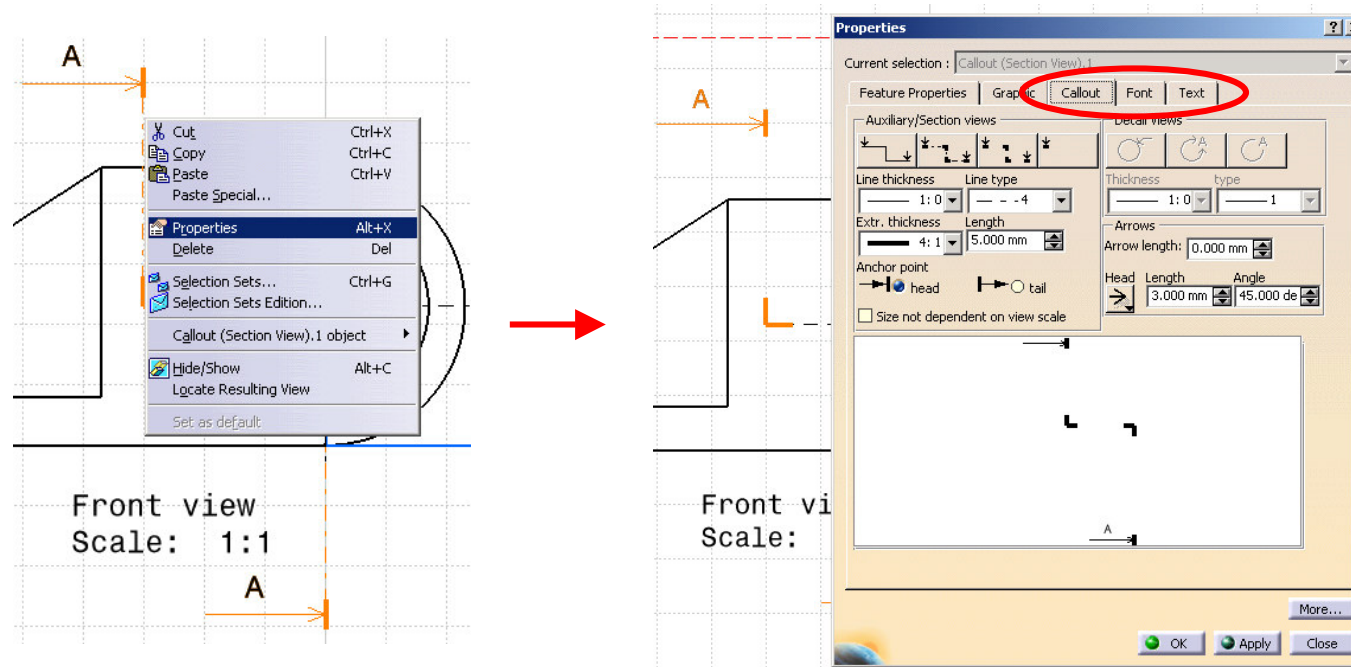 A
Cut Ctrl+X
Copy Ctrl+C
Paste Ctrl+V
Paste Special...
Properties Alt+X
Delete Del
Selection Sets... Ctrl+G
Selection Sets Edition...
Callout (Section View).1 object
Hide/Show Alt+C
Locate Resulting View
Set as default
Front view
Scale: 1:1
A
A
Front vi
Scale:
Properties
Current selection : Callout (Section View).1
Feature Properties Graphic Callout Font Text
Auxiliary/Section views
Line thickness Line type
1: 0 4
Extr. thickness Length
4: 1 5.000 mm
Anchor point
head tail
Size not dependent on view scale
Detail views
A A
Thickness type
1: 0 1
Arrows
Arrow length: 0.000 mm
Head Length Angle
3.000 mm 45.000 de
A
More...
OK Apply Close